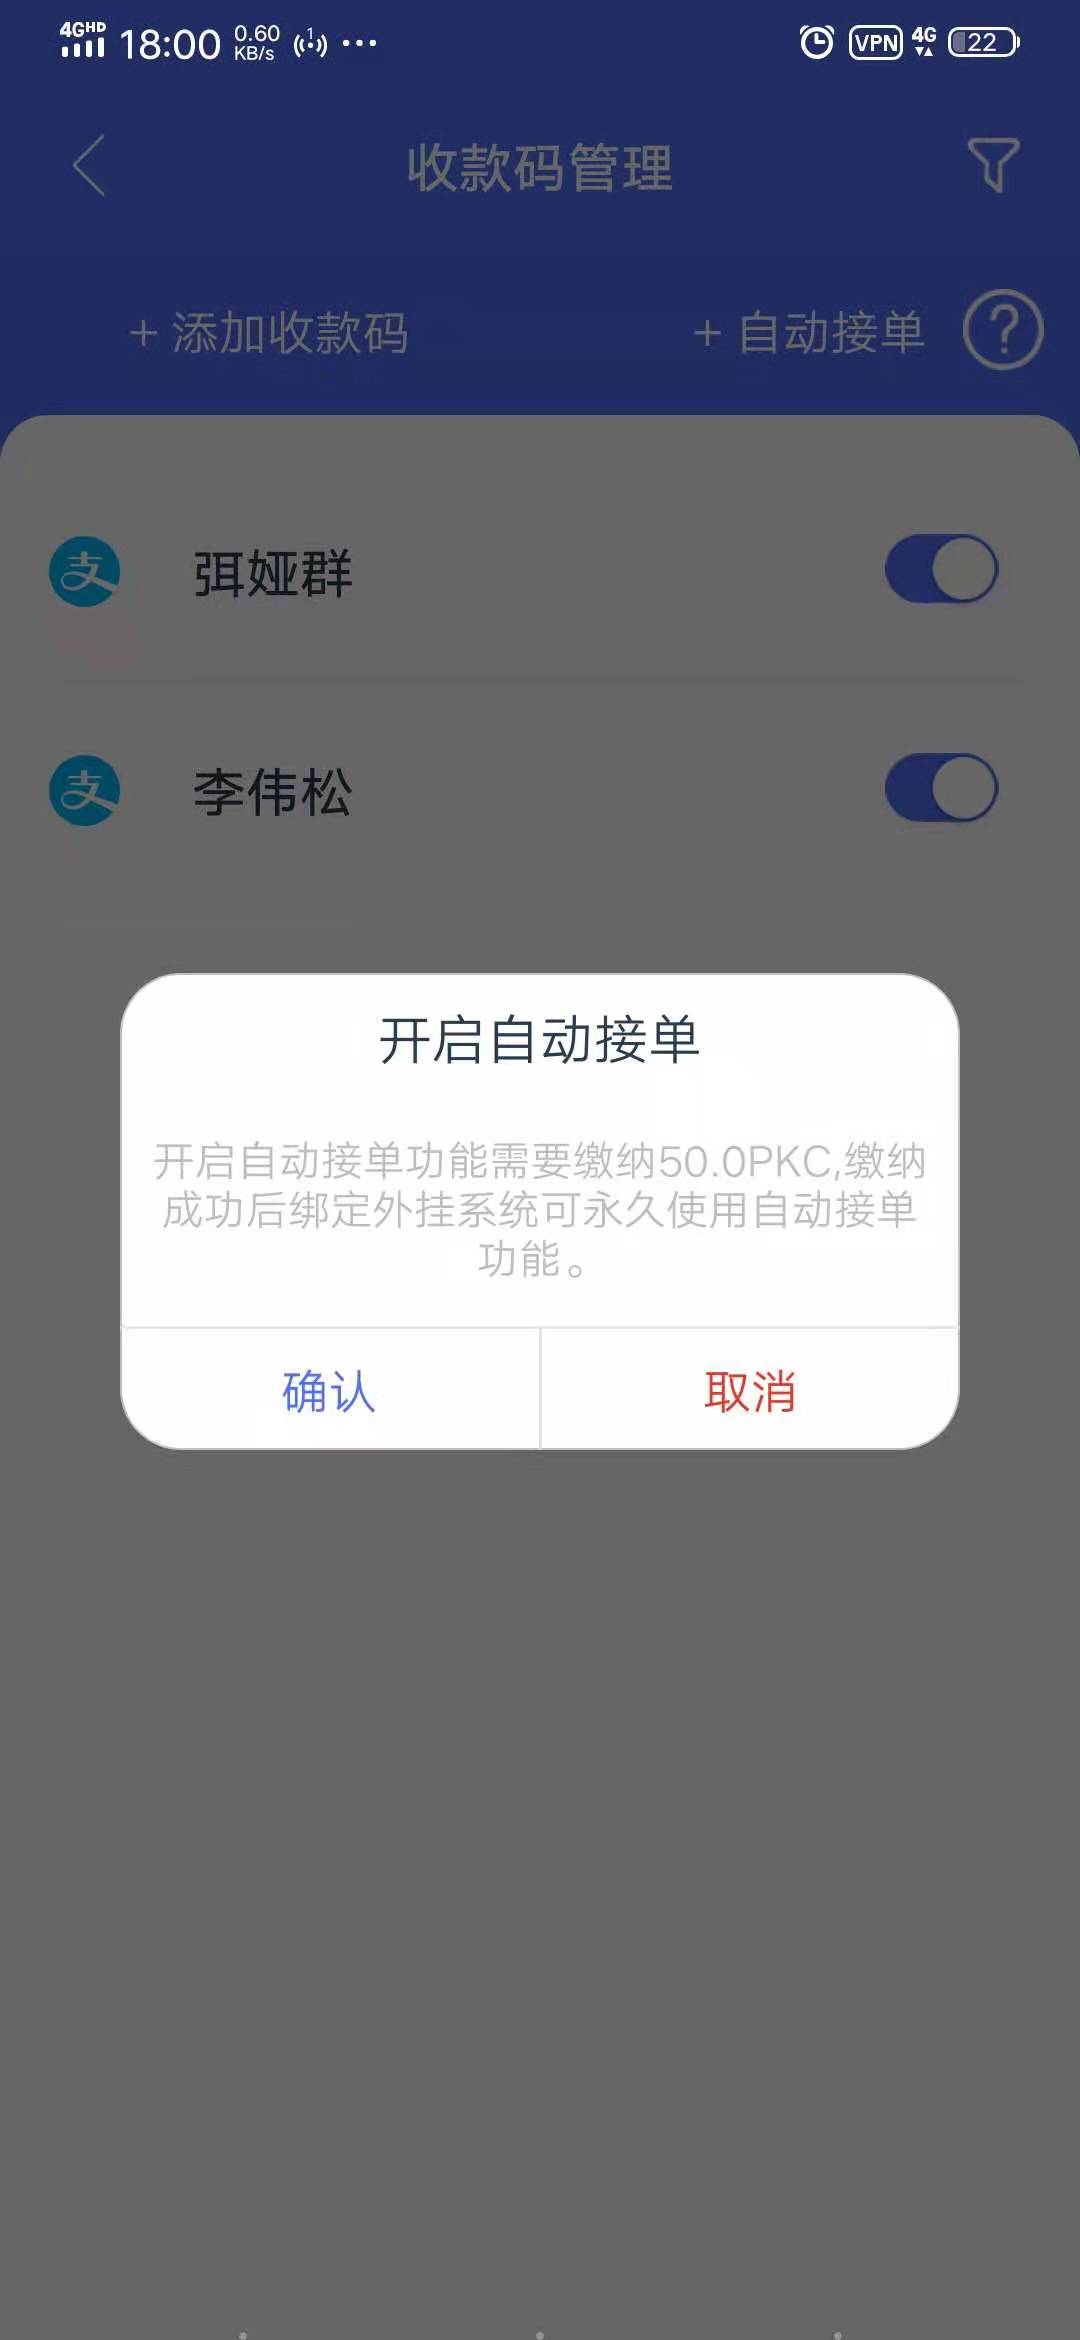 4GHD 18:00 0.60 KB/s 1 ... VPN 4G 22
收款码管理
+ 添加收款码 + 自动接单 ?
支 弭娅群
支 李伟松
开启自动接单
开启自动接单功能需要缴纳50.0PKC,缴纳
成功后绑定外挂系统可永久使用自动接单
功能。
确认 取消